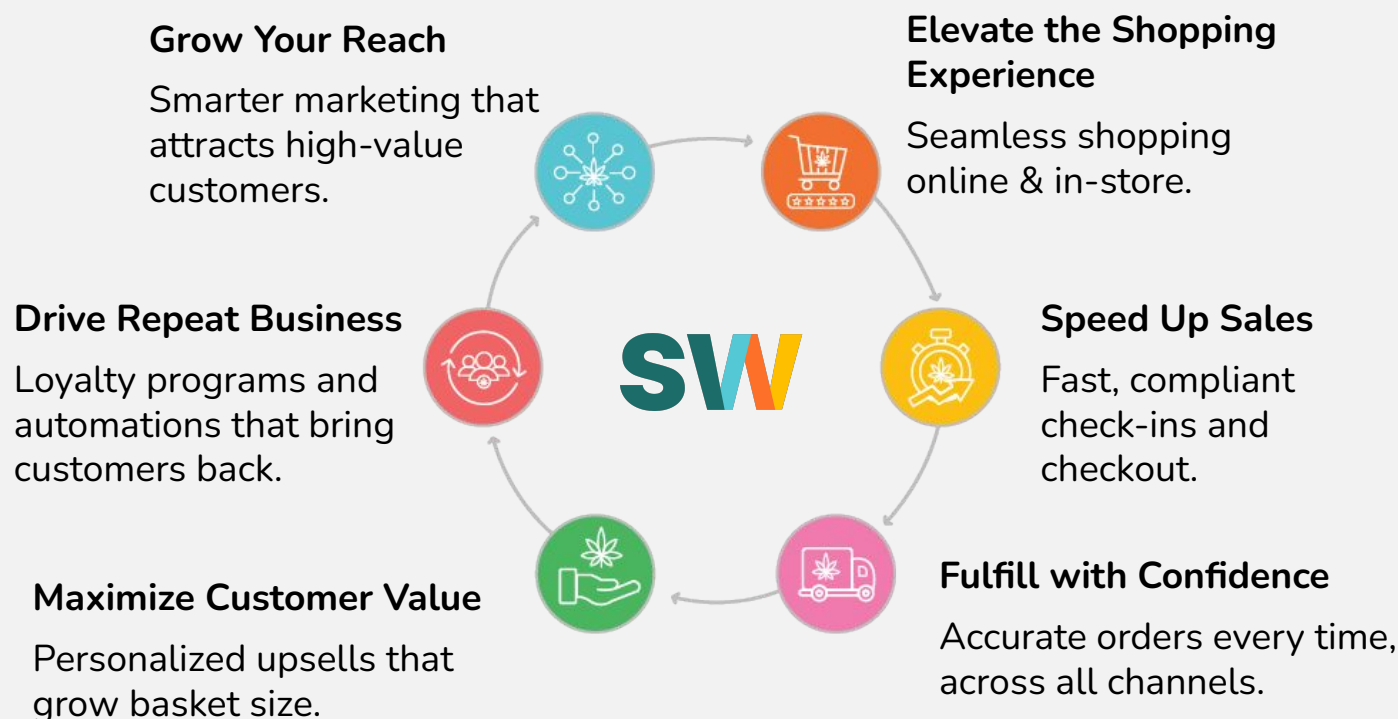 Grow Your Reach
Smarter marketing that
attracts high-value
customers.
Elevate the Shopping
Experience
Seamless shopping
online & in-store.
Speed Up Sales
Fast, compliant
check-ins and
checkout.
Fulfill with Confidence
Accurate orders every time,
across all channels.
Maximize Customer Value
Personalized upsells that
grow basket size.
Drive Repeat Business
Loyalty programs and
automations that bring
customers back.
SW